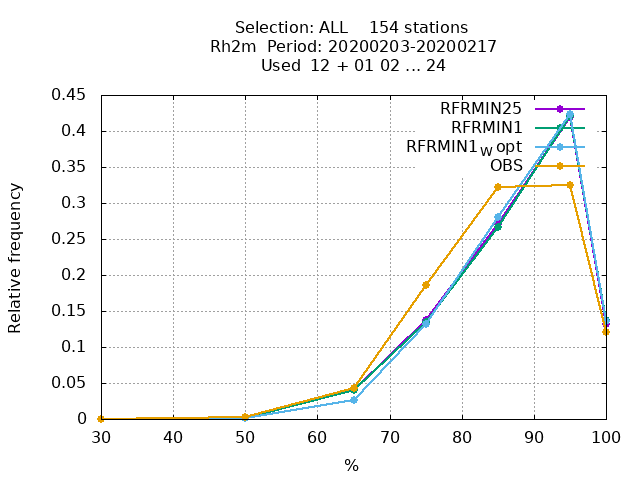 Selection: ALL    154 stations
Rh2m  Period: 20200203-20200217
Used  12 + 01 02 ... 24
RFRMIN25
RFRMIN1
RFRMIN1W opt
OBS
Relative frequency
0.45
0.4
0.35
0.3
0.25
0.2
0.15
0.1
0.05
0
30 40 50 60 70 80 90 100
%